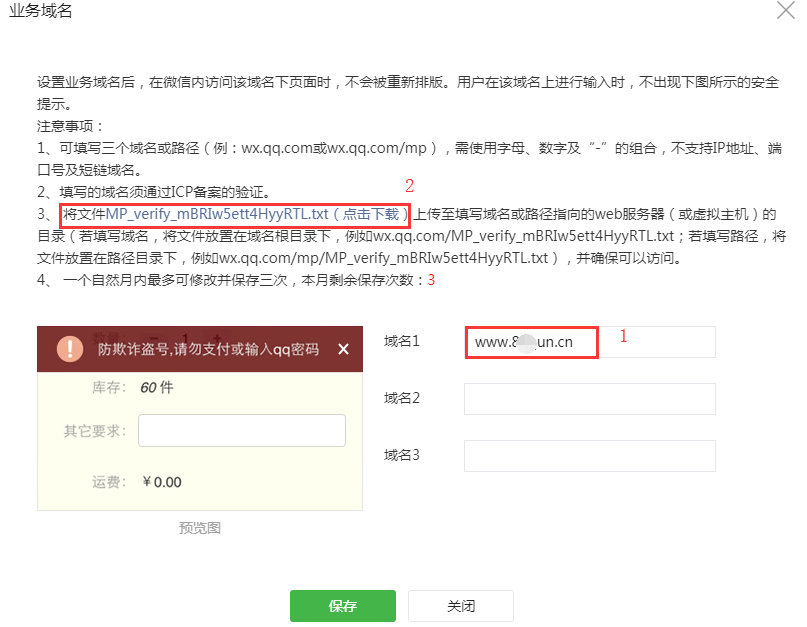 业务域名
设置业务域名后，在微信内访问该域名下页面时，不会被重新排版。用户在该域名上进行输入时，不出现下图所示的安全
提示。
注意事项：
1、可填写三个域名或路径（例：wx.qq.com或wx.qq.com/mp），需使用字母、数字及“-”的组合，不支持IP地址、端
口号及短链域名。
2、填写的域名须通过ICP备案的验证。
2
3、 将文件MP_verify_mBRIw5ett4HyyRTL.txt（点击下载）上传至填写域名或路径指向的web服务器（或虚拟主机）的
目录（若填写域名，将文件放置在域名根目录下，例如wx.qq.com/MP_verify_mBRIw5ett4HyyRTL.txt；若填写路径，将
文件放置在路径目录下，例如wx.qq.com/mp/MP_verify_mBRIw5ett4HyyRTL.txt），并确保可以访问。
4、 一个自然月内最多可修改并保存三次，本月剩余保存次数：3
防欺诈盗号,请勿支付或输入qq密码
库存： 60 件
其它要求：
运费： ￥0.00
预览图
域名1 www.8 un.cn 1
域名2
域名3
保存 关闭